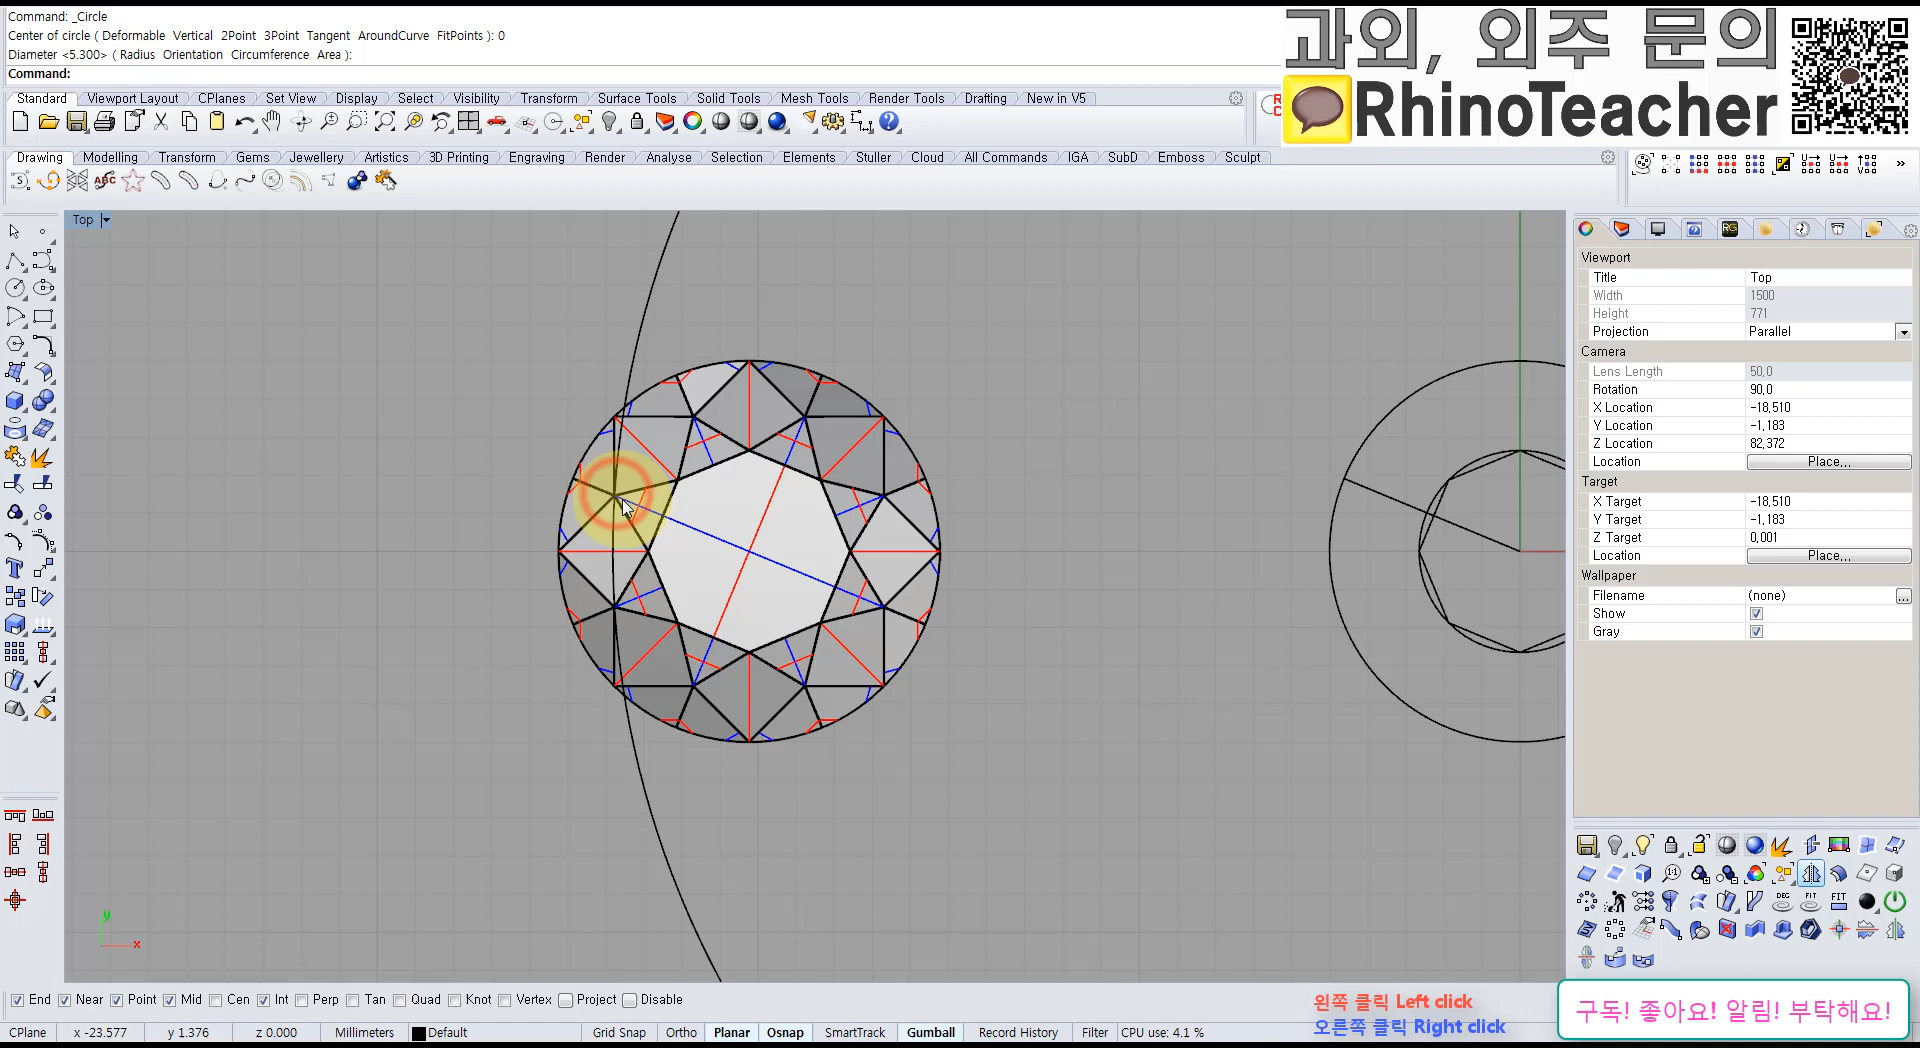 Command: _Circle
Center of circle ( Deformable  Vertical  2Point  3Point  Tangent  AroundCurve  FitPoints ): 0
Diameter <5.300> ( Radius  Orientation  Circumference  Area ):
Command:
과외, 외주 문의
RhinoTeacher
Standard  Viewport Layout  CPlanes  Set View  Display  Select  Visibility  Transform  Surface Tools  Solid Tools  Mesh Tools  Render Tools  Drafting  New in V5
Drawing  Modelling  Transform  Gems  Jewellery  Artistics  3D Printing  Engraving  Render  Analyse  Selection  Elements  Stuller  Cloud  All Commands  IGA  SubD  Emboss  Sculpt
Top
Viewport
Title  Top
Width  1500
Height  771
Projection  Parallel
Camera
Lens Length  50,0
Rotation  90,0
X Location  -18,510
Y Location  -1,183
Z Location  82,372
Location  Place...
Target
X Target  -18,510
Y Target  -1,183
Z Target  0,001
Location  Place...
Wallpaper
Filename  (none)  ...
Show
Gray
y
x
End  Near  Point  Mid  Cen  Int  Perp  Tan  Quad  Knot  Vertex  Project  Disable
왼쪽 클릭 Left click
오른쪽 클릭 Right click
구독! 좋아요! 알림! 부탁해요!
CPlane  x -23.577  y 1.376  z 0.000  Millimeters  Default  Grid Snap  Ortho  Planar  Osnap  SmartTrack  Gumball  Record History  Filter  CPU use: 4.1 %